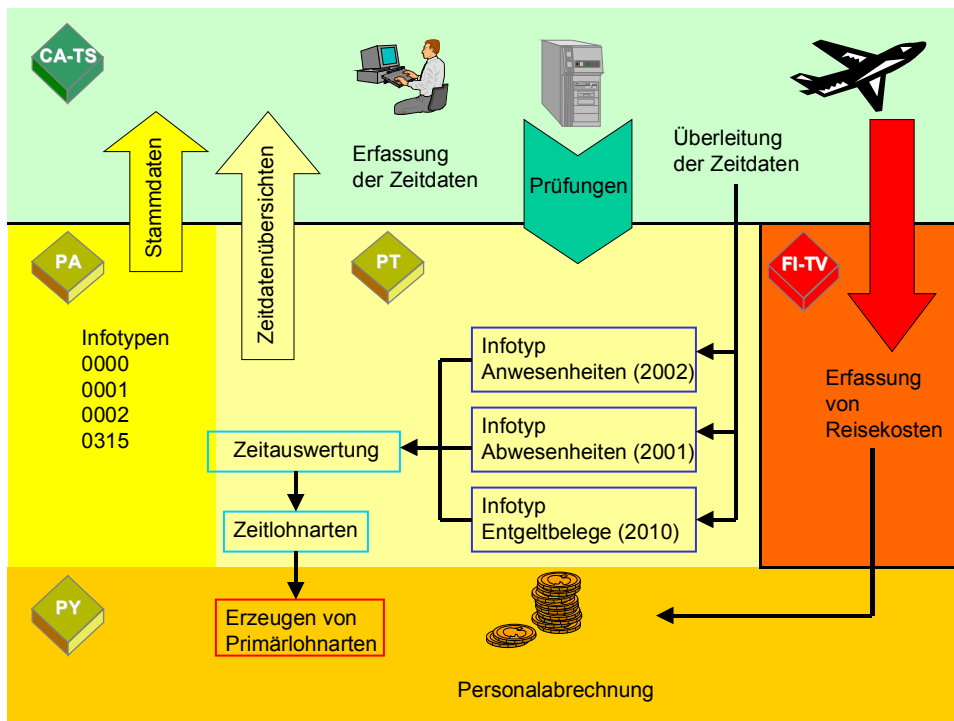 CA-TS
Erfassung
der Zeitdaten
Prüfungen
Überleitung
der Zeitdaten
Stammdaten
Zeitdatenübersichten
PA
Infotypen
0000
0001
0002
0315
PT
Infotyp
Anwesenheiten (2002)
Infotyp
Abwesenheiten (2001)
Infotyp
Entgeltbelege (2010)
Zeitauswertung
Zeitlohnarten
FI-TV
Erfassung
von
Reisekosten
PY
Erzeugen von
Primärlohnarten
Personalabrechnung